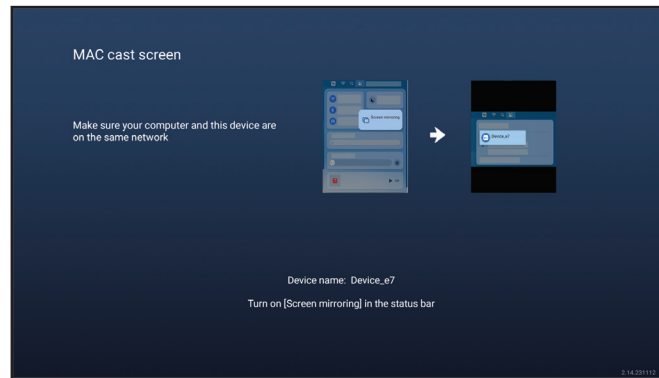 MAC cast screen
Screen mirroring
Make sure your computer and this device are
on the same network
Device_e7
Device name: Device_e7
Turn on [Screen mirroring] in the status bar
2.14.231112